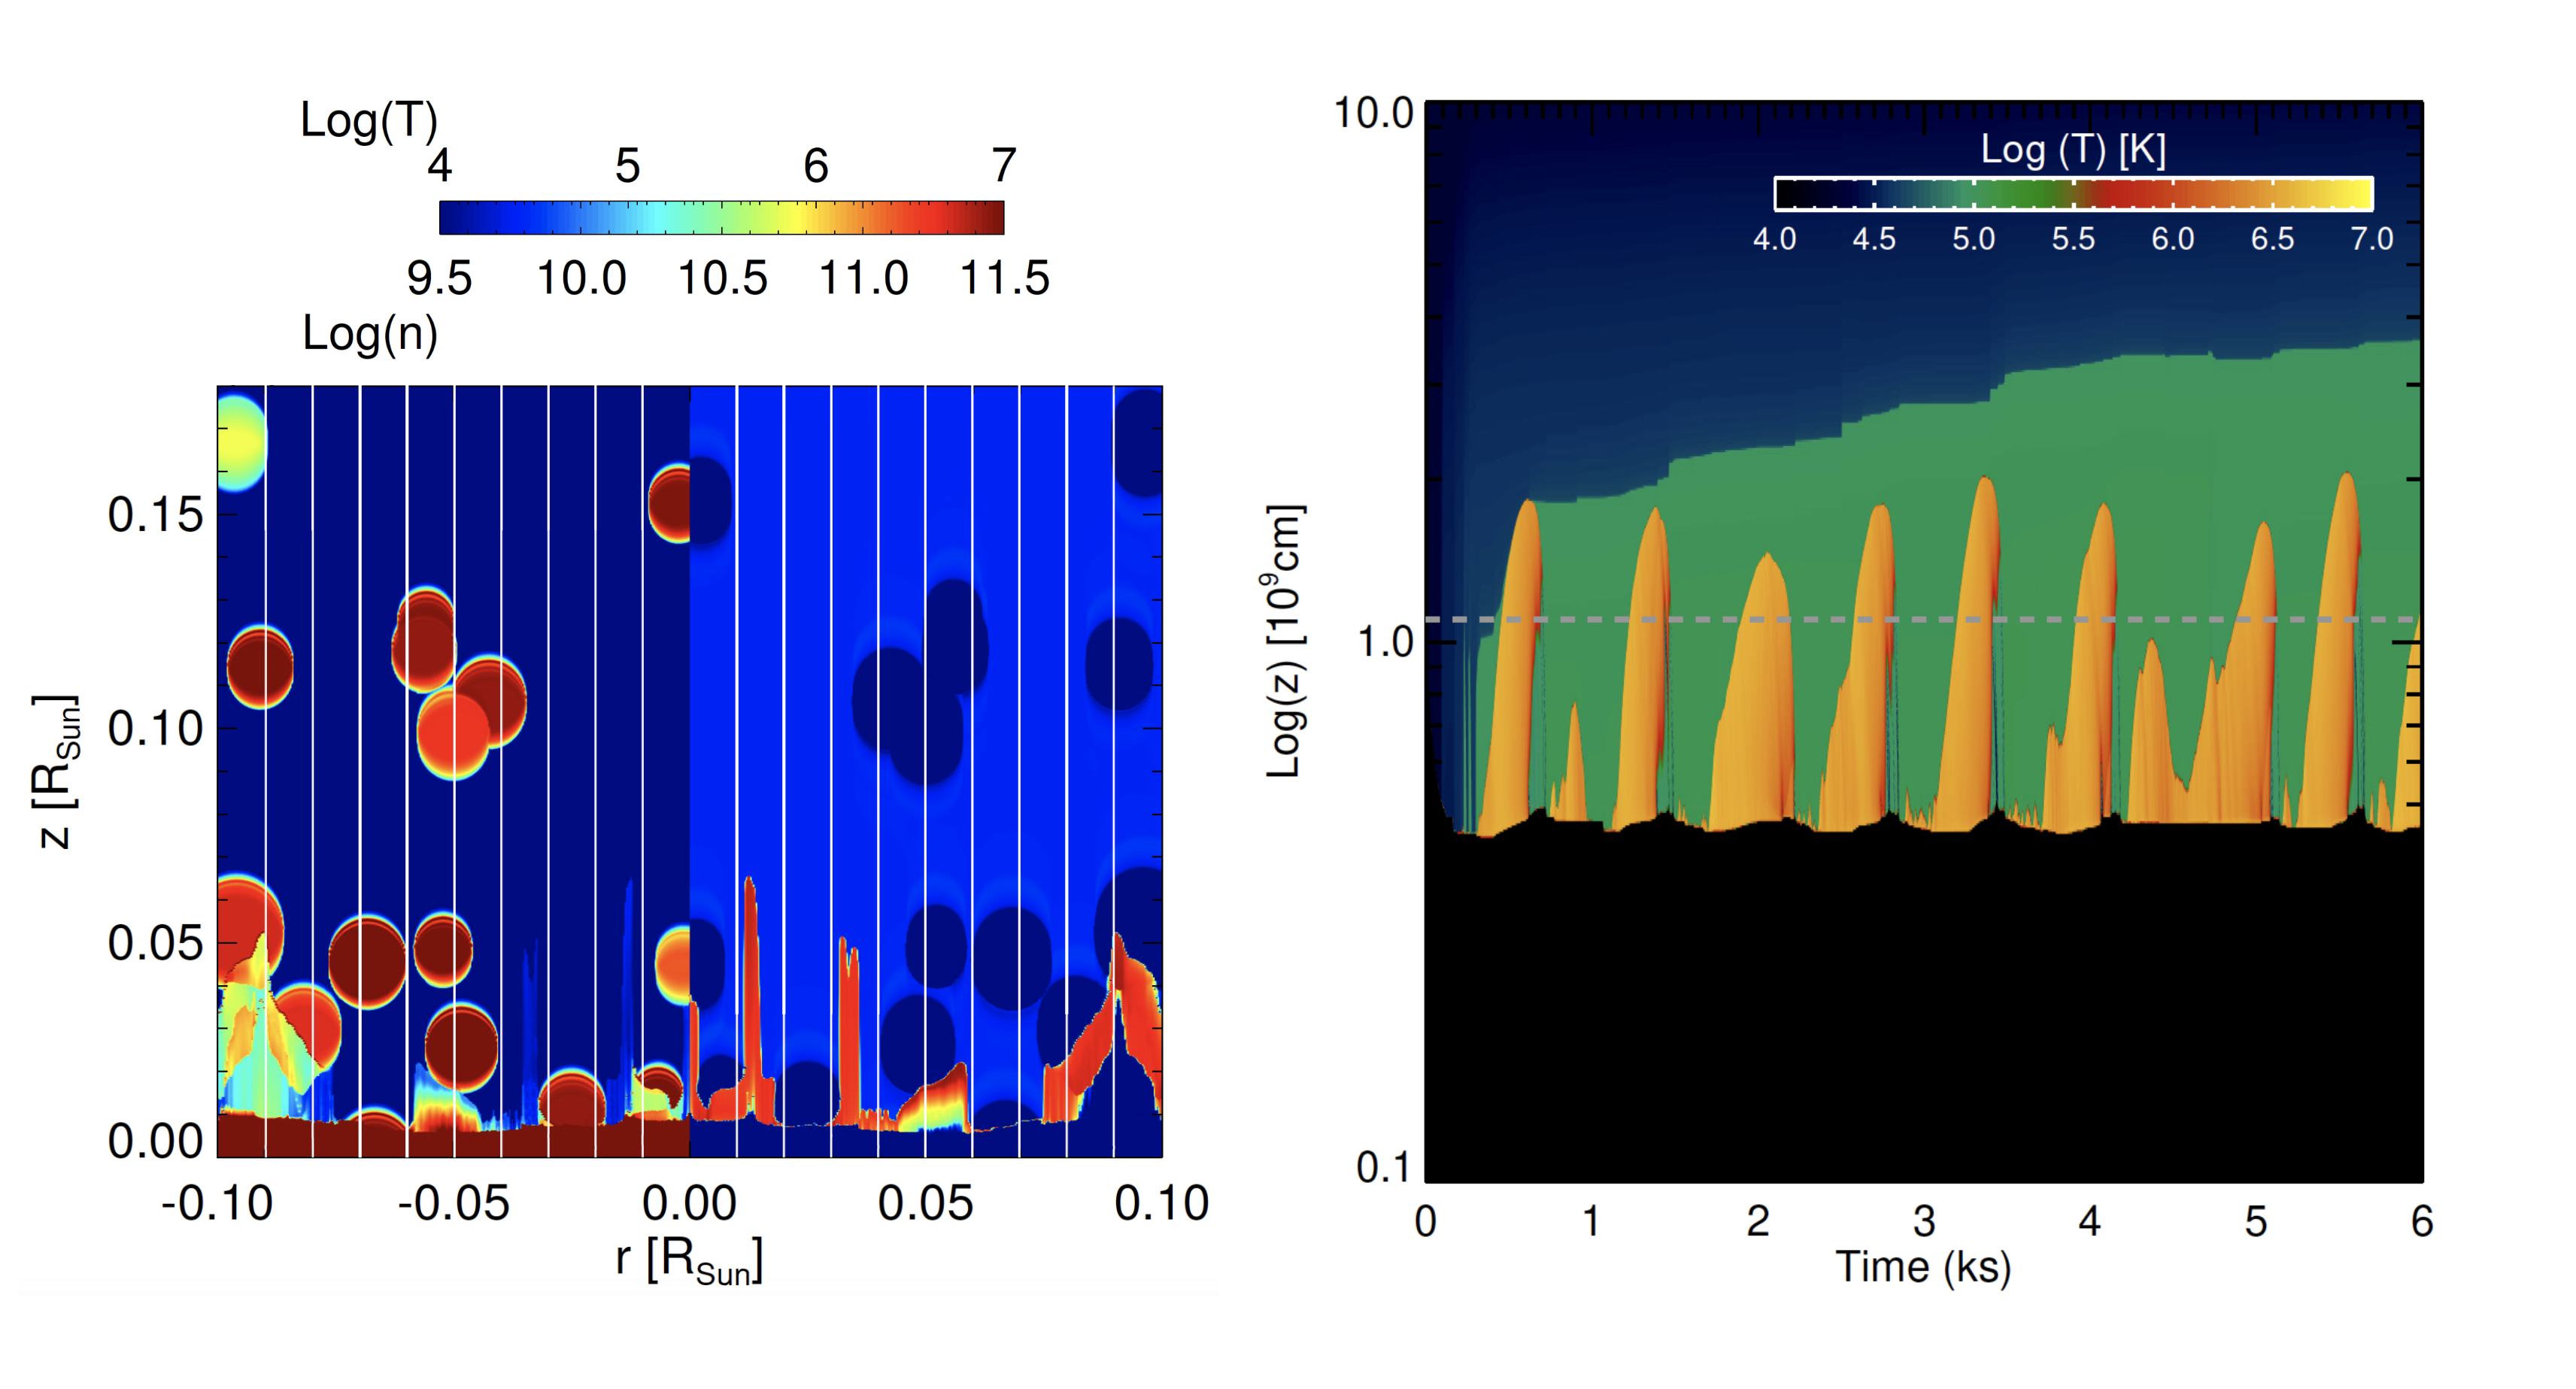 Log(T)
4 5 6 7
9.5 10.0 10.5 11.0 11.5
Log(n)
z [R_Sun]
0.15
0.10
0.05
0.00
-0.10 -0.05 0.00 0.05 0.10
r [R_Sun]
Log(z) [10⁹cm]
10.0
1.0
0.1
Log (T) [K]
4.0 4.5 5.0 5.5 6.0 6.5 7.0
0 1 2 3 4 5 6
Time (ks)